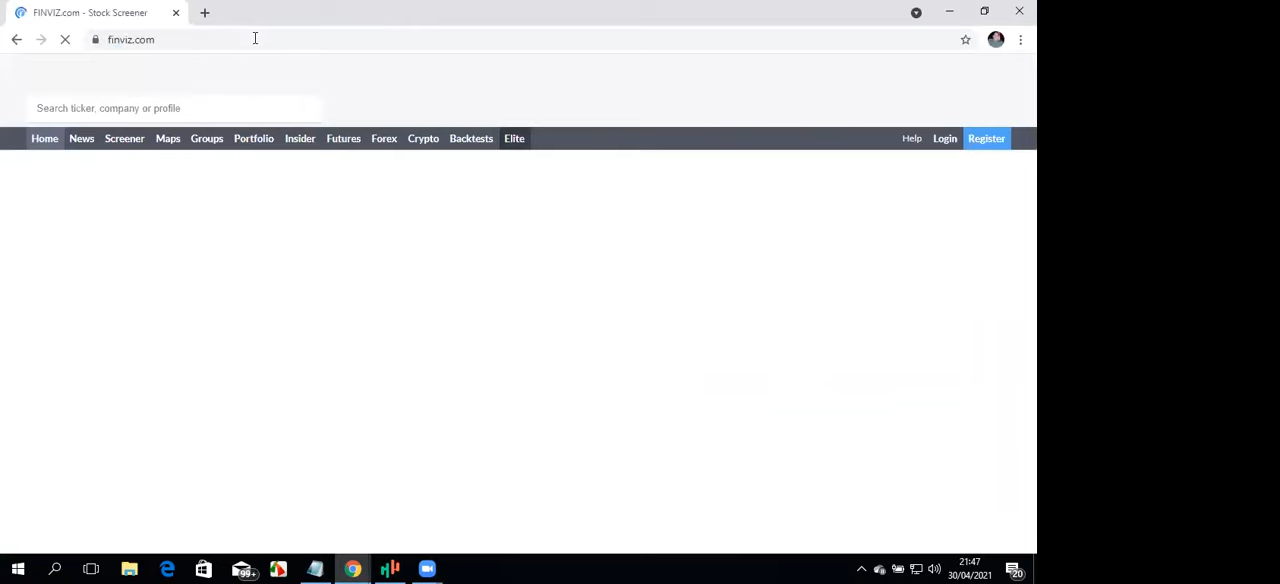 FINVIZ.com - Stock Screener
finviz.com
Search ticker, company or profile
Home News Screener Maps Groups Portfolio Insider Futures Forex Crypto Backtests Elite Help Login Register
99+
21:47
30/04/2021
20